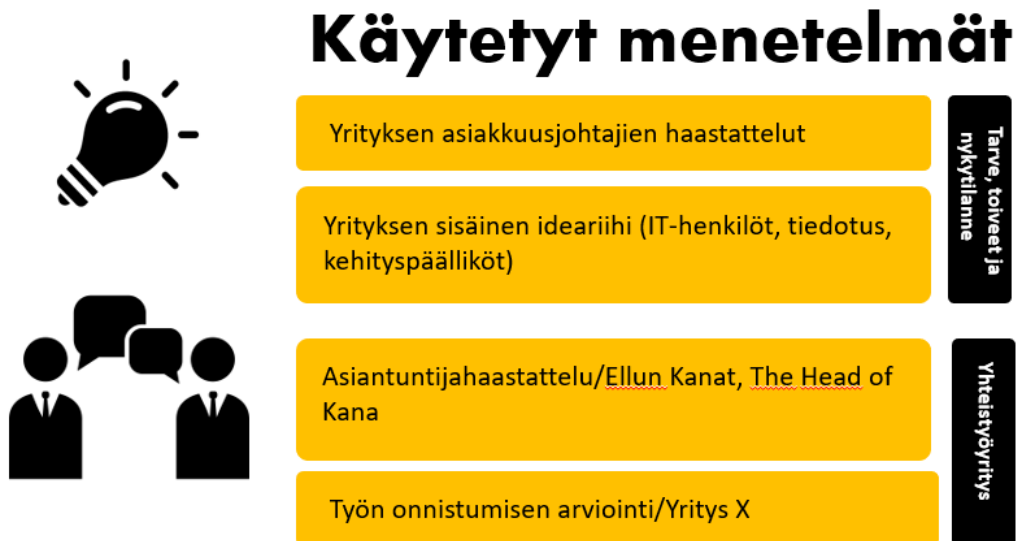 Käytetyt menetelmät
Yrityksen asiakkuusjohtajien haastattelut
Yrityksen sisäinen ideariihi (IT-henkilöt, tiedotus,
kehityspäälliköt)
Tarve, toiveet ja
nykytilanne
Asiantuntijahaastattelu/Ellun Kanat, The Head of
Kana
Työn onnistumisen arviointi/Yritys X
Yhteistyöyritys